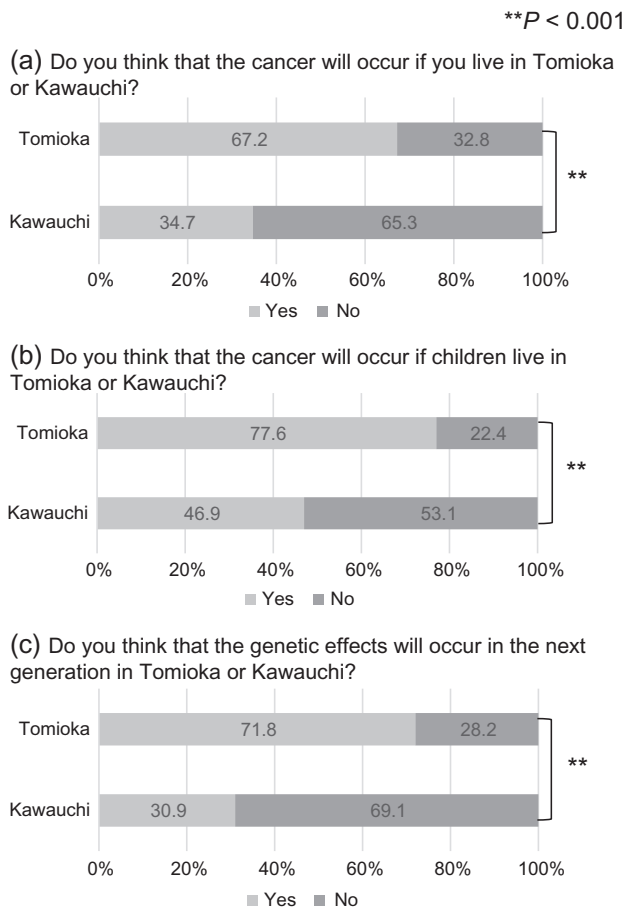 **P < 0.001
(a) Do you think that the cancer will occur if you live in Tomioka
or Kawauchi?
Tomioka 67.2 32.8
**
Kawauchi 34.7 65.3
0% 20% 40% 60% 80% 100%
Yes No
(b) Do you think that the cancer will occur if children live in
Tomioka or Kawauchi?
Tomioka 77.6 22.4
**
Kawauchi 46.9 53.1
0% 20% 40% 60% 80% 100%
Yes No
(c) Do you think that the genetic effects will occur in the next
generation in Tomioka or Kawauchi?
Tomioka 71.8 28.2
**
Kawauchi 30.9 69.1
0% 20% 40% 60% 80% 100%
Yes No